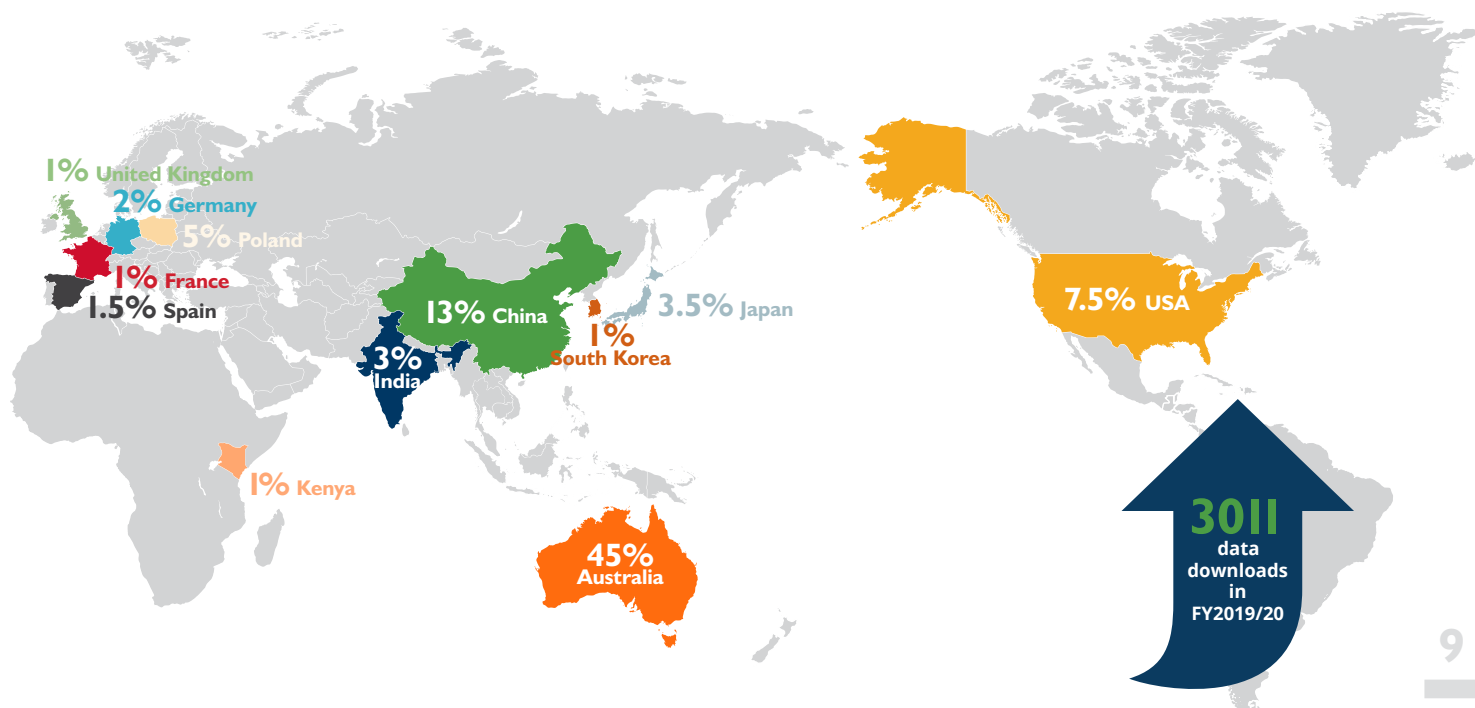 1% United Kingdom
2% Germany
5% Poland
1% France
1.5% Spain
13% China
3.5% Japan
1%
South Korea
3%
India
7.5% USA
1% Kenya
45%
Australia
3011
data
downloads
in
FY2019/20
9